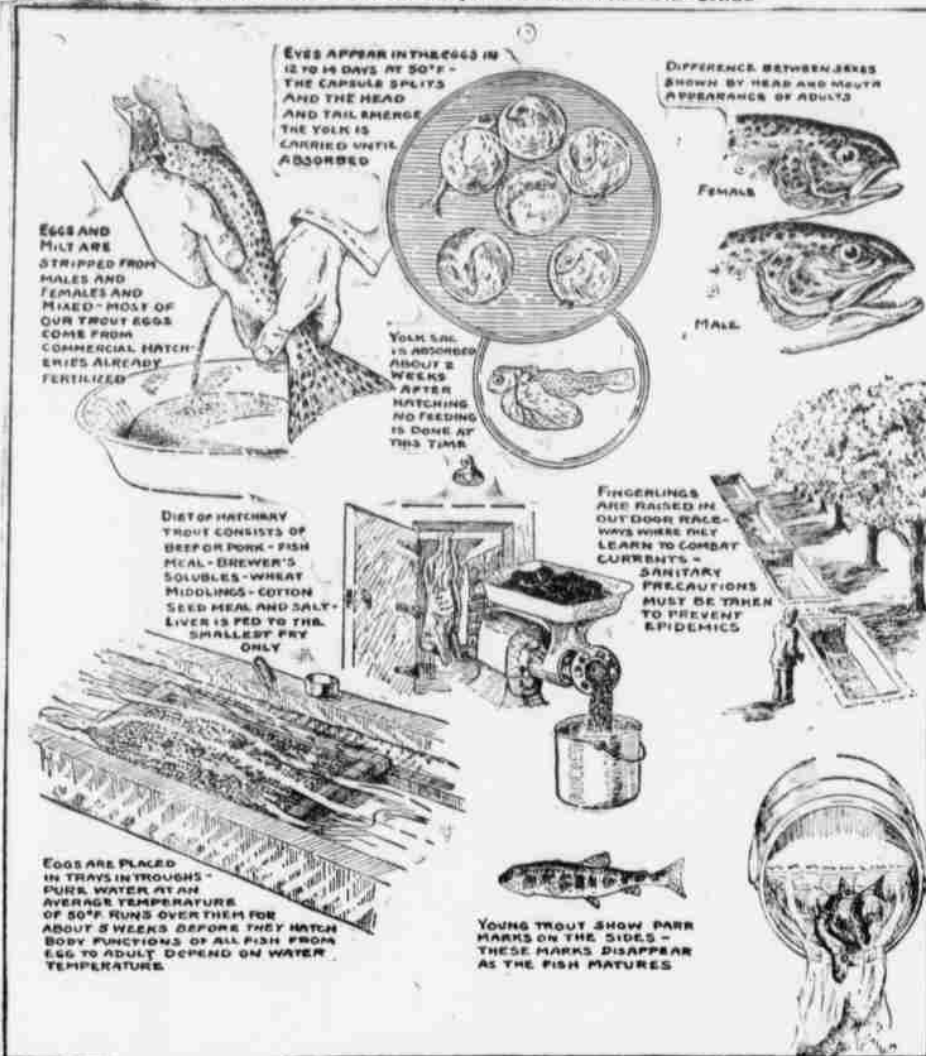 EYES APPEAR IN THE EGGS IN
12 TO 14 DAYS AT 50°F-
THE CAPSULE SPLITS
AND THE HEAD
AND TAIL EMERGE
THE YOLK IS
CARRIED UNTIL
ABSORBED
DIFFERENCE BETWEEN SEXES
SHOWN BY HEAD AND MOUTH
APPEARANCE OF ADULTS
FEMALE
MALE
EGGS AND
MILT ARE
STRIPPED FROM
MALES AND
FEMALES AND
MIXED-MOST OF
OUR TROUT EGGS
COME FROM
COMMERCIAL HATCH-
ERIES ALREADY
FERTILIZED
YOLK SAC
IS ABSORBED
ABOUT 2
WEEKS
AFTER
HATCHING
NO FEEDING
IS DONE AT
THIS TIME
DIET OF HATCHERY
TROUT CONSISTS OF
BEEF OR PORK-FISH
MEAL-BREWER'S
SOLUBLES-WHEAT
MIDDLINGS-COTTON
SEED MEAL AND SALT-
LIVER IS FED TO THE
SMALLEST FRY
ONLY
FINGERLINGS
ARE RAISED IN
OUTDOOR RACE-
WAYS WHERE THEY
LEARN TO COMBAT
CURRENTS-
SANITARY
PRECAUTIONS
MUST BE TAKEN
TO PREVENT
EPIDEMICS
EGGS ARE PLACED
IN TRAYS IN TROUGHS-
PURE WATER AT AN
AVERAGE TEMPERATURE
OF 50°F. RUNS OVER THEM FOR
ABOUT 5 WEEKS BEFORE THEY HATCH
BODY FUNCTIONS OF ALL FISH FROM
EGG TO ADULT DEPEND ON WATER
TEMPERATURE
YOUNG TROUT SHOW PARR
MARKS ON THE SIDES-
THESE MARKS DISAPPEAR
AS THE FISH MATURES